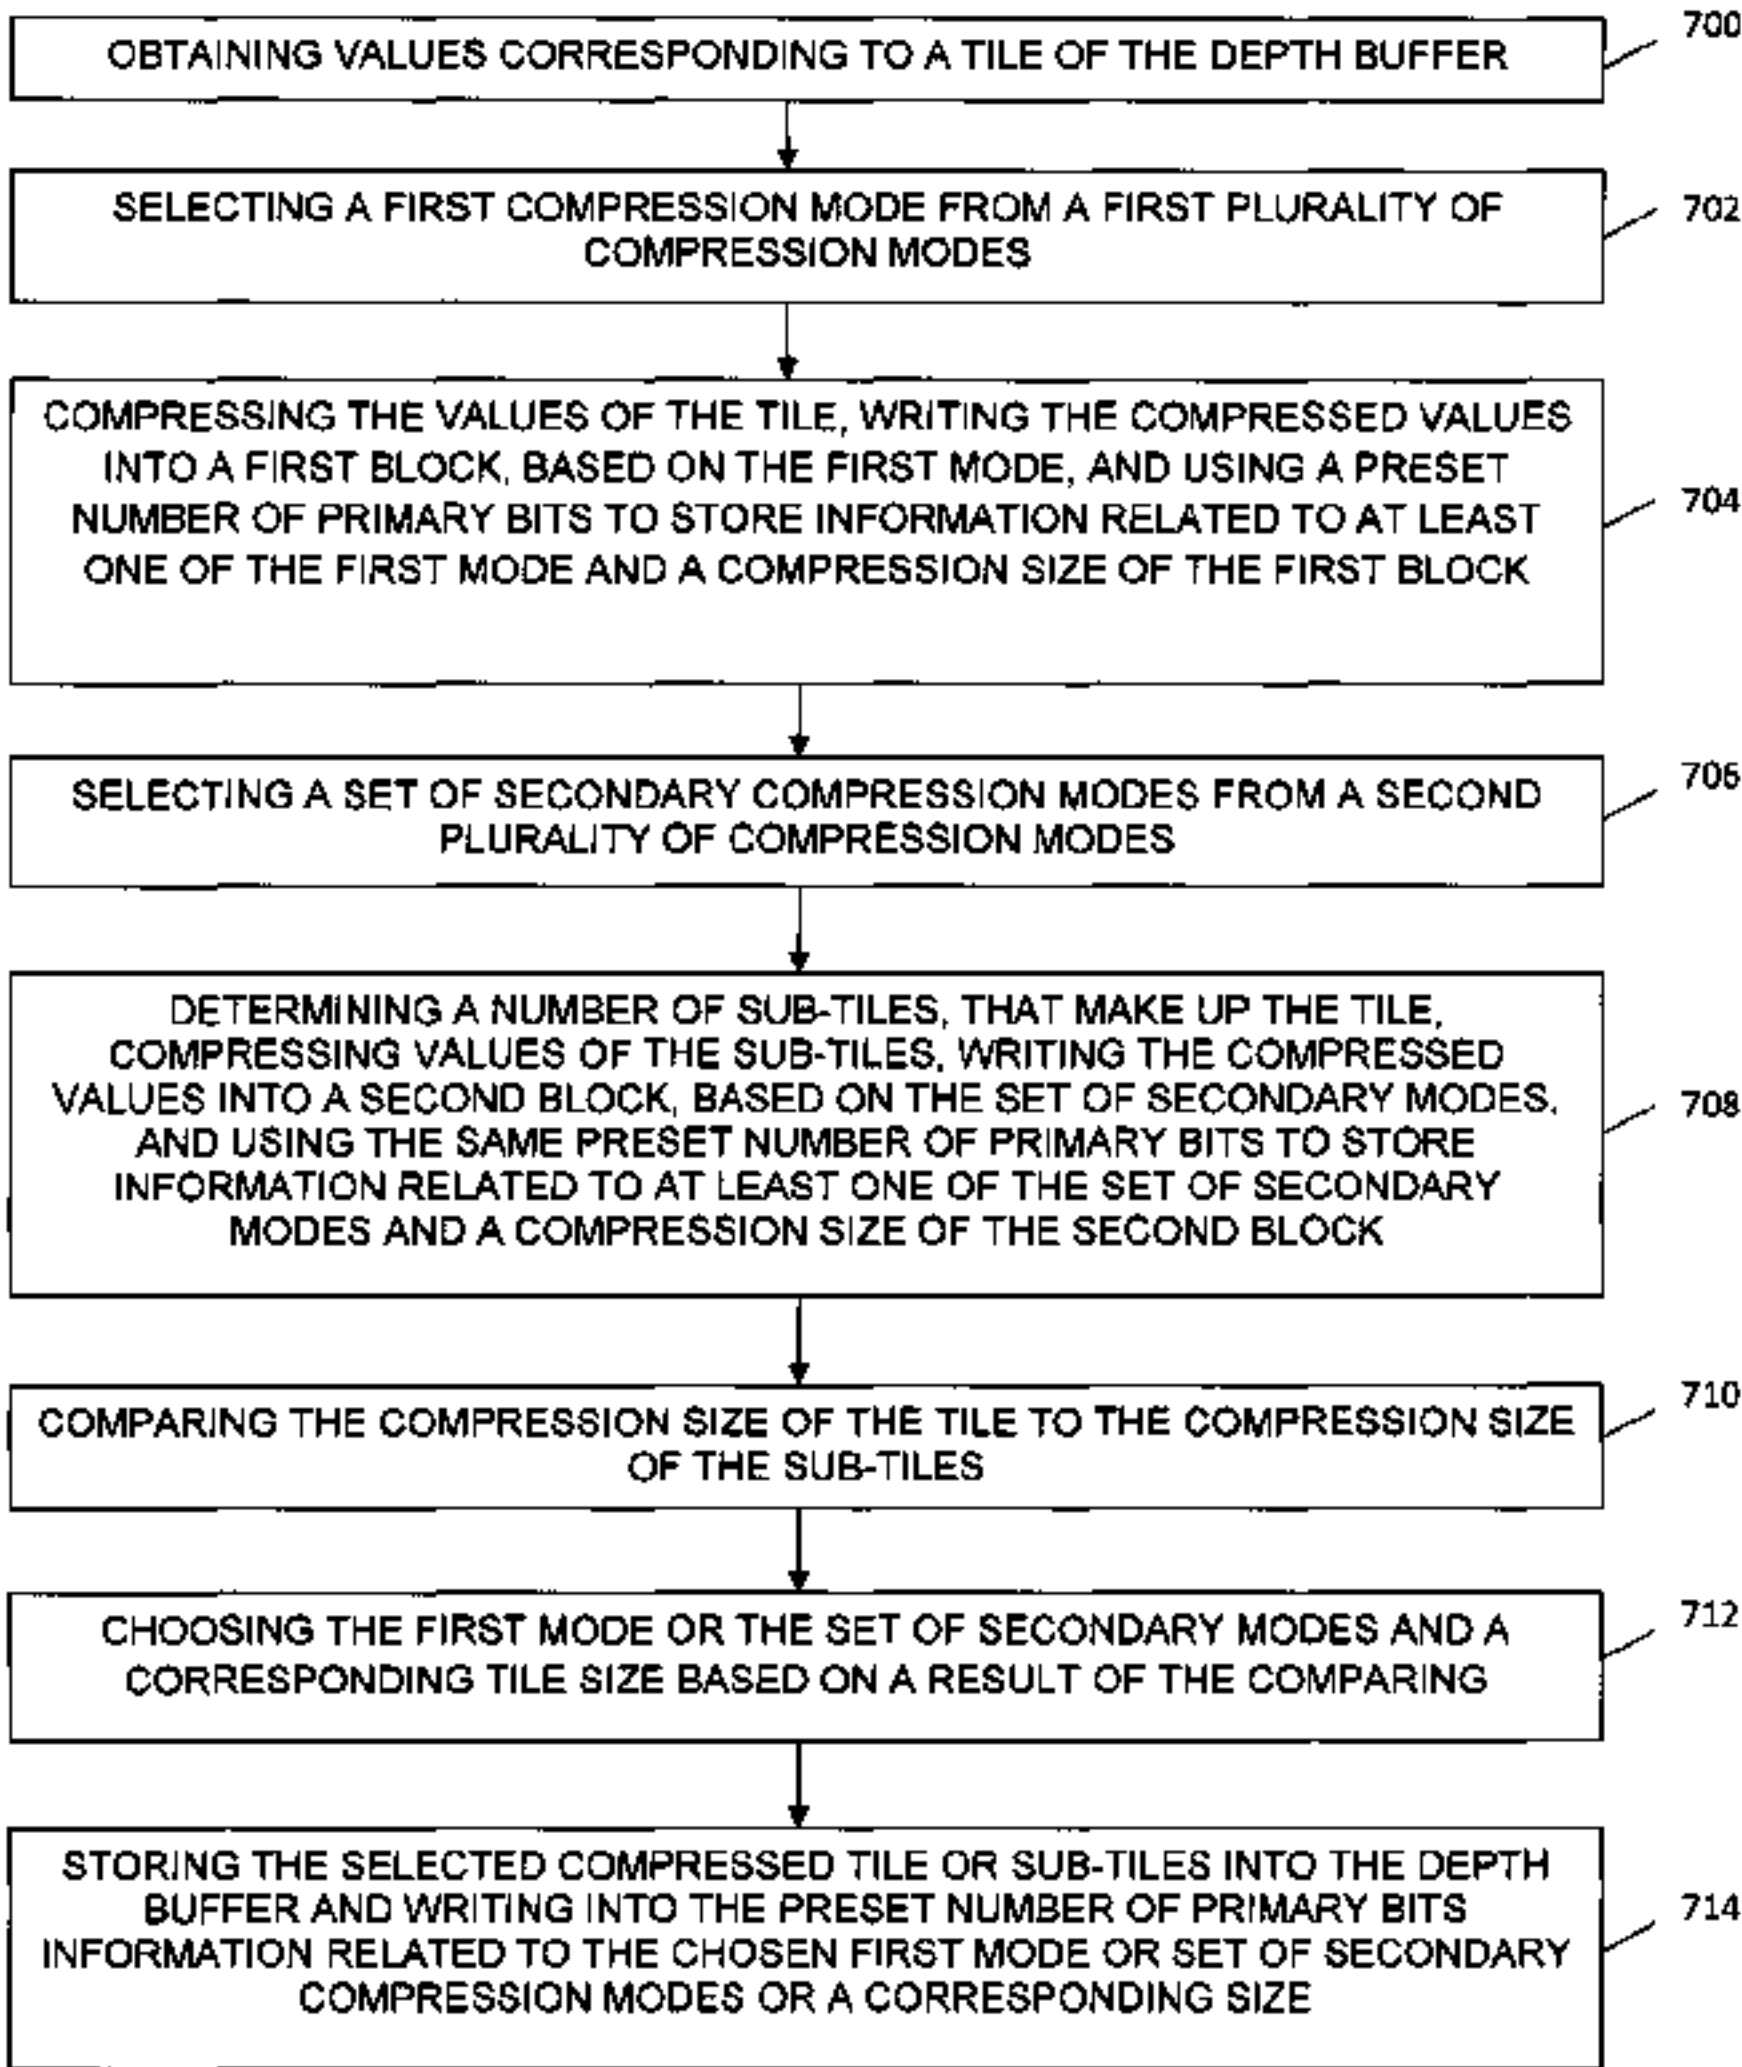 OBTAINING VALUES CORRESPONDING TO A TILE OF THE DEPTH BUFFER
700
SELECTING A FIRST COMPRESSION MODE FROM A FIRST PLURALITY OF
COMPRESSION MODES
702
COMPRESSING THE VALUES OF THE TILE, WRITING THE COMPRESSED VALUES
INTO A FIRST BLOCK, BASED ON THE FIRST MODE, AND USING A PRESET
NUMBER OF PRIMARY BITS TO STORE INFORMATION RELATED TO AT LEAST
ONE OF THE FIRST MODE AND A COMPRESSION SIZE OF THE FIRST BLOCK
704
SELECTING A SET OF SECONDARY COMPRESSION MODES FROM A SECOND
PLURALITY OF COMPRESSION MODES
706
DETERMINING A NUMBER OF SUB-TILES, THAT MAKE UP THE TILE,
COMPRESSING VALUES OF THE SUB-TILES, WRITING THE COMPRESSED
VALUES INTO A SECOND BLOCK, BASED ON THE SET OF SECONDARY MODES,
AND USING THE SAME PRESET NUMBER OF PRIMARY BITS TO STORE
INFORMATION RELATED TO AT LEAST ONE OF THE SET OF SECONDARY
MODES AND A COMPRESSION SIZE OF THE SECOND BLOCK
708
COMPARING THE COMPRESSION SIZE OF THE TILE TO THE COMPRESSION SIZE
OF THE SUB-TILES
710
CHOOSING THE FIRST MODE OR THE SET OF SECONDARY MODES AND A
CORRESPONDING TILE SIZE BASED ON A RESULT OF THE COMPARING
712
STORING THE SELECTED COMPRESSED TILE OR SUB-TILES INTO THE DEPTH
BUFFER AND WRITING INTO THE PRESET NUMBER OF PRIMARY BITS
INFORMATION RELATED TO THE CHOSEN FIRST MODE OR SET OF SECONDARY
COMPRESSION MODES OR A CORRESPONDING SIZE
714